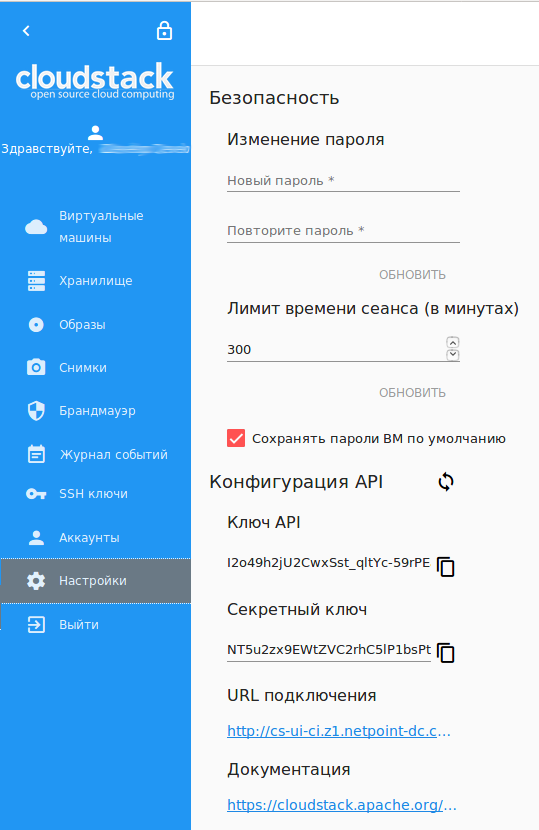 cloudstack
open source cloud computing
Здравствуйте,
Виртуальные
машины
Хранилище
Образы
Снимки
Брандмауэр
Журнал событий
SSH ключи
Аккаунты
Настройки
Выйти
Безопасность
Изменение пароля
Новый пароль *
Повторите пароль *
ОБНОВИТЬ
Лимит времени сеанса (в минутах)
300
ОБНОВИТЬ
Сохранять пароли ВМ по умолчанию
Конфигурация API
Ключ API
I2o49h2jU2CwxSst_qltYc-59rPE
Секретный ключ
NT5u2zx9EWtZVC2rhC5lP1bsPt
URL подключения
http://cs-ui-ci.z1.netpoint-dc.c...
Документация
https://cloudstack.apache.org/...